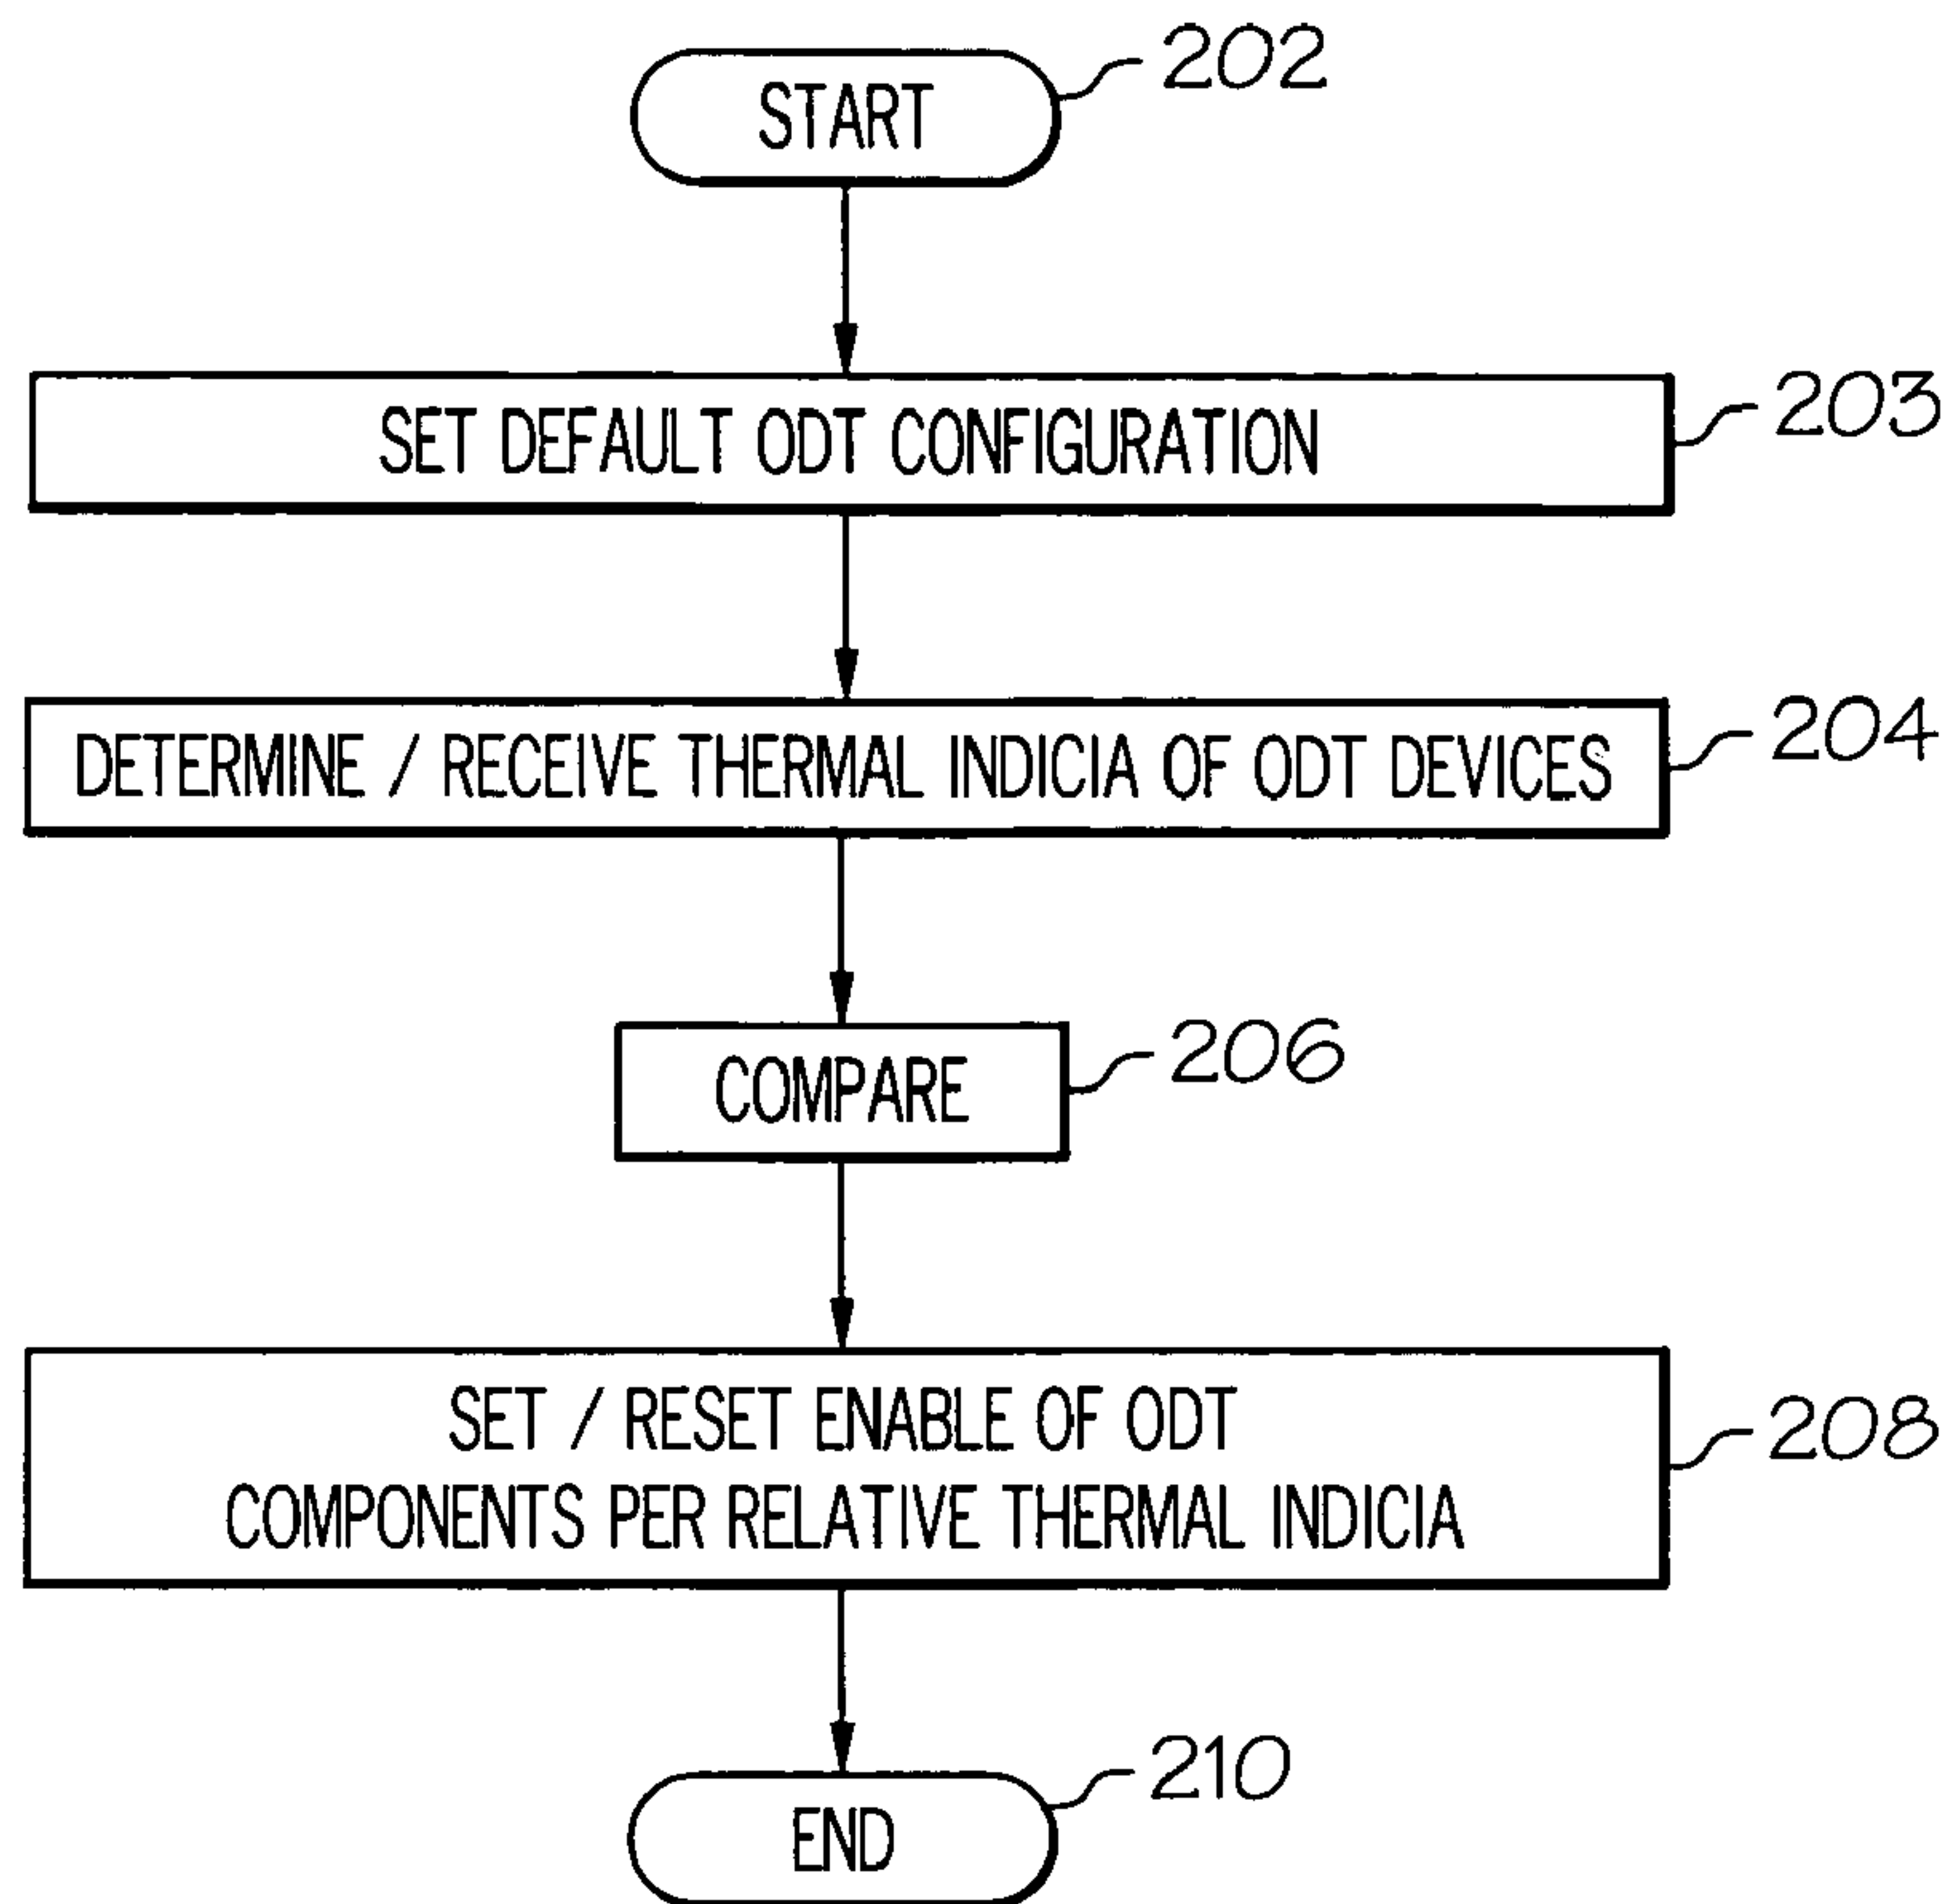 START
202
SET DEFAULT ODT CONFIGURATION
203
DETERMINE / RECEIVE THERMAL INDICIA OF ODT DEVICES
204
COMPARE
206
SET / RESET ENABLE OF ODT
COMPONENTS PER RELATIVE THERMAL INDICIA
208
END
210